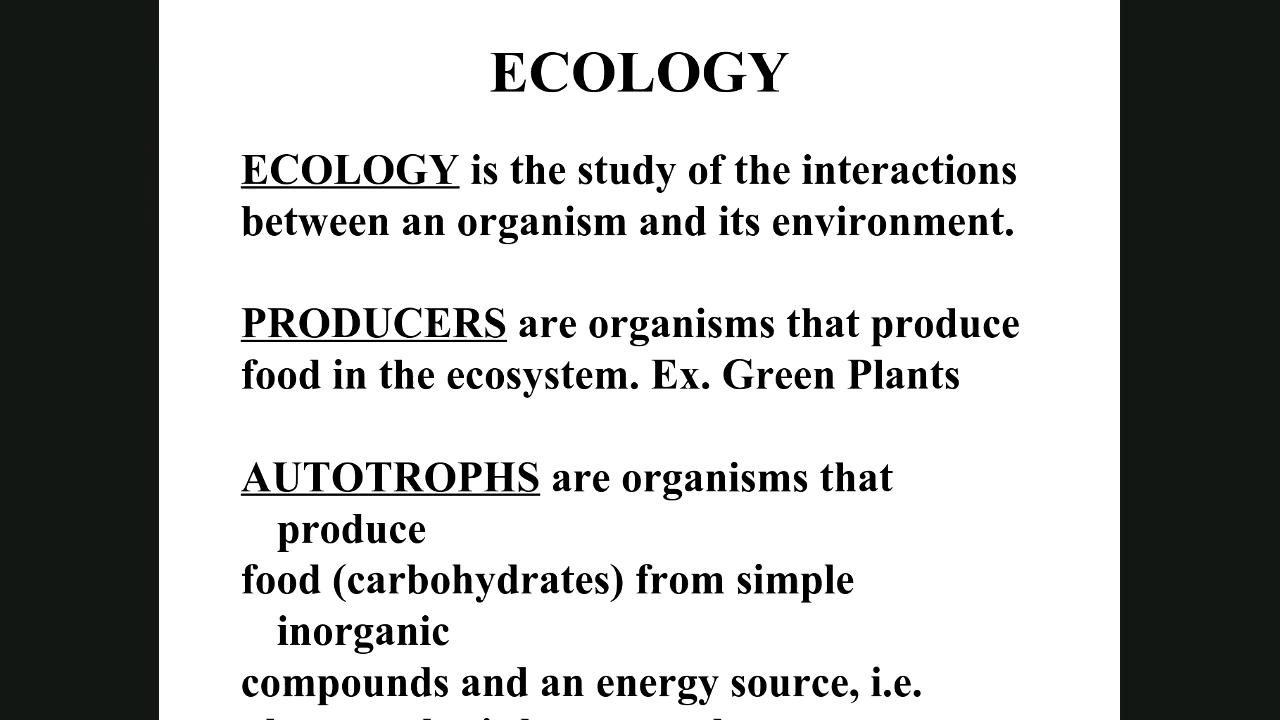 ECOLOGY
ECOLOGY is the study of the interactions
between an organism and its environment.
PRODUCERS are organisms that produce
food in the ecosystem. Ex. Green Plants
AUTOTROPHS are organisms that
produce
food (carbohydrates) from simple
inorganic
compounds and an energy source, i.e.